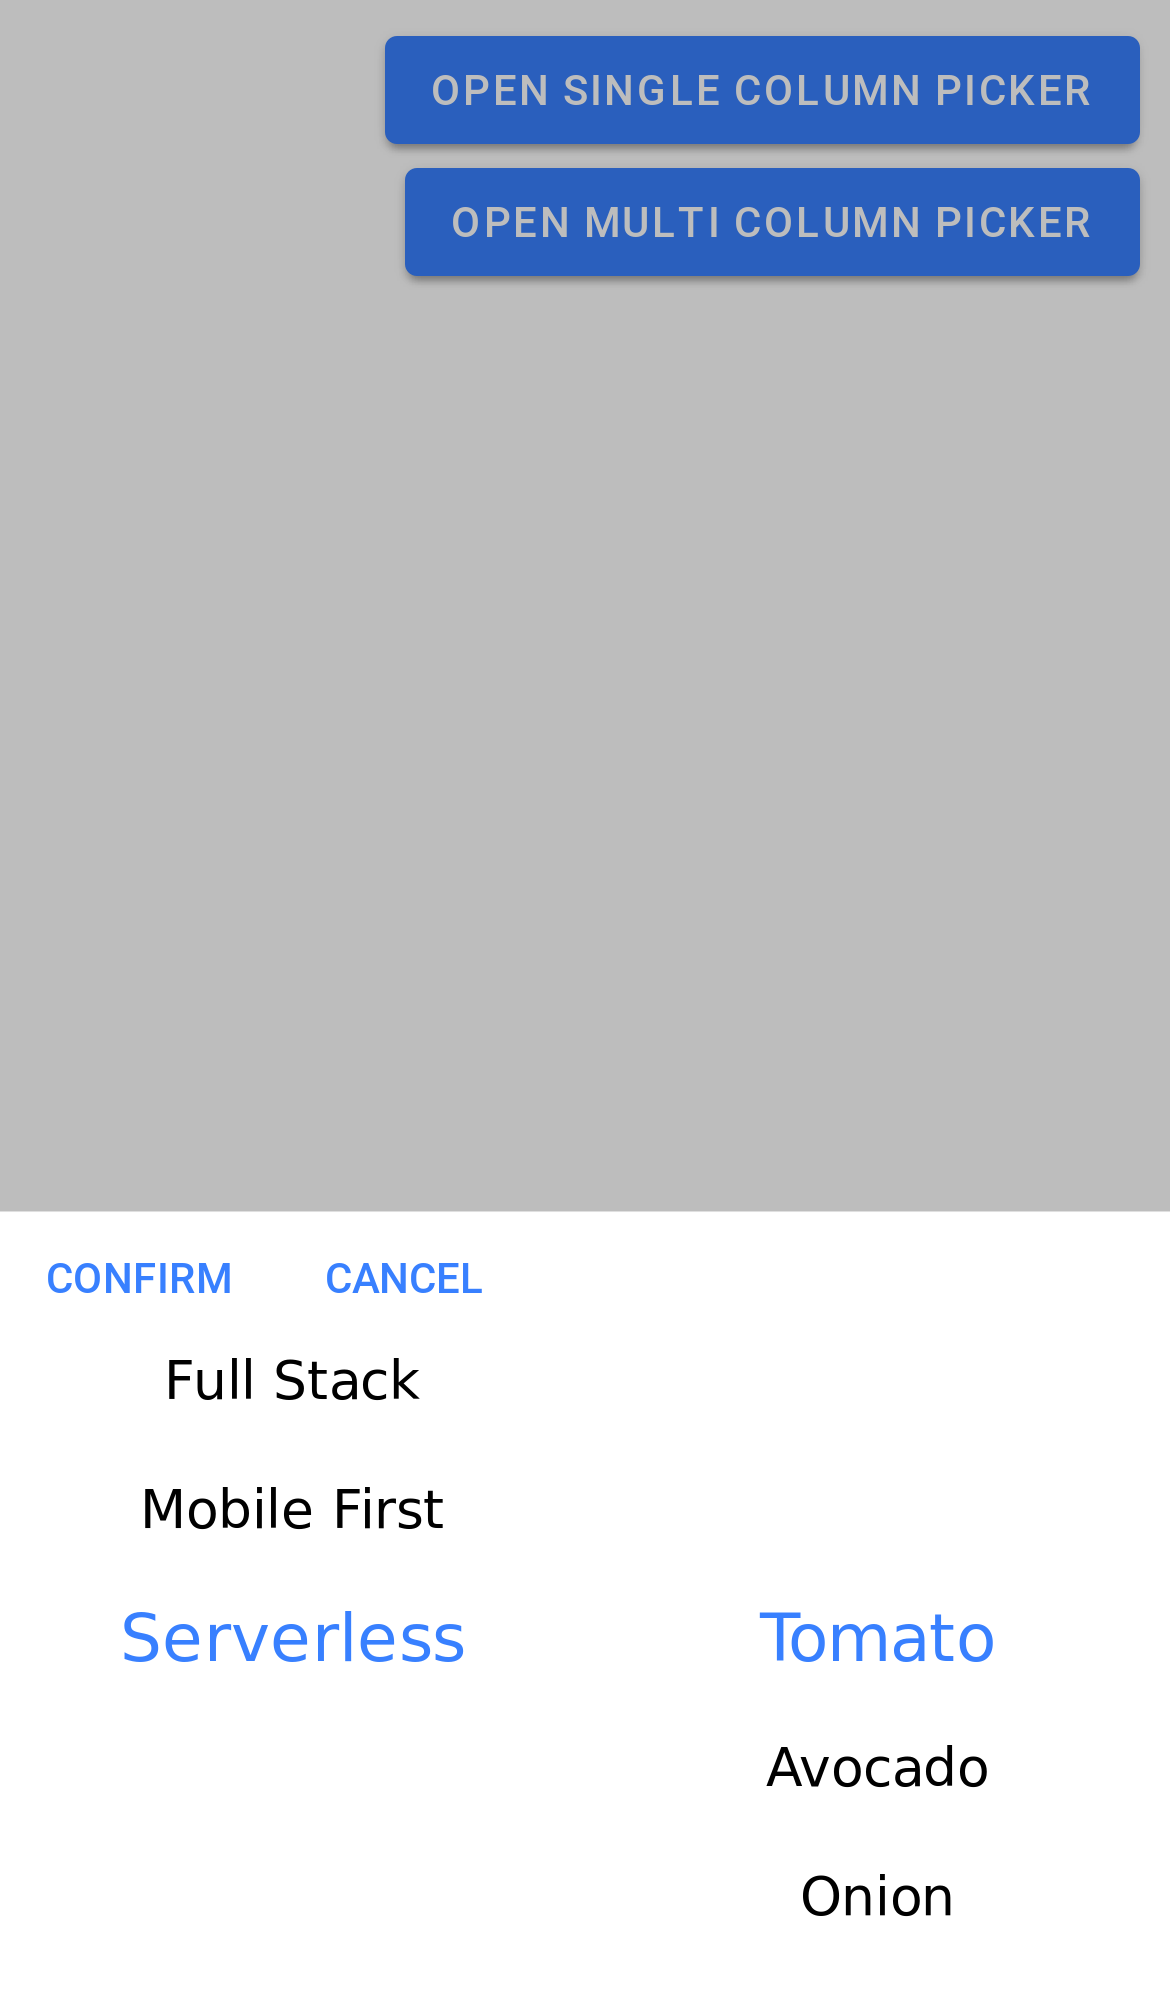 OPEN SINGLE COLUMN PICKER
OPEN MULTI COLUMN PICKER
CONFIRM CANCEL
Full Stack
Mobile First
Serverless Tomato
Avocado
Onion